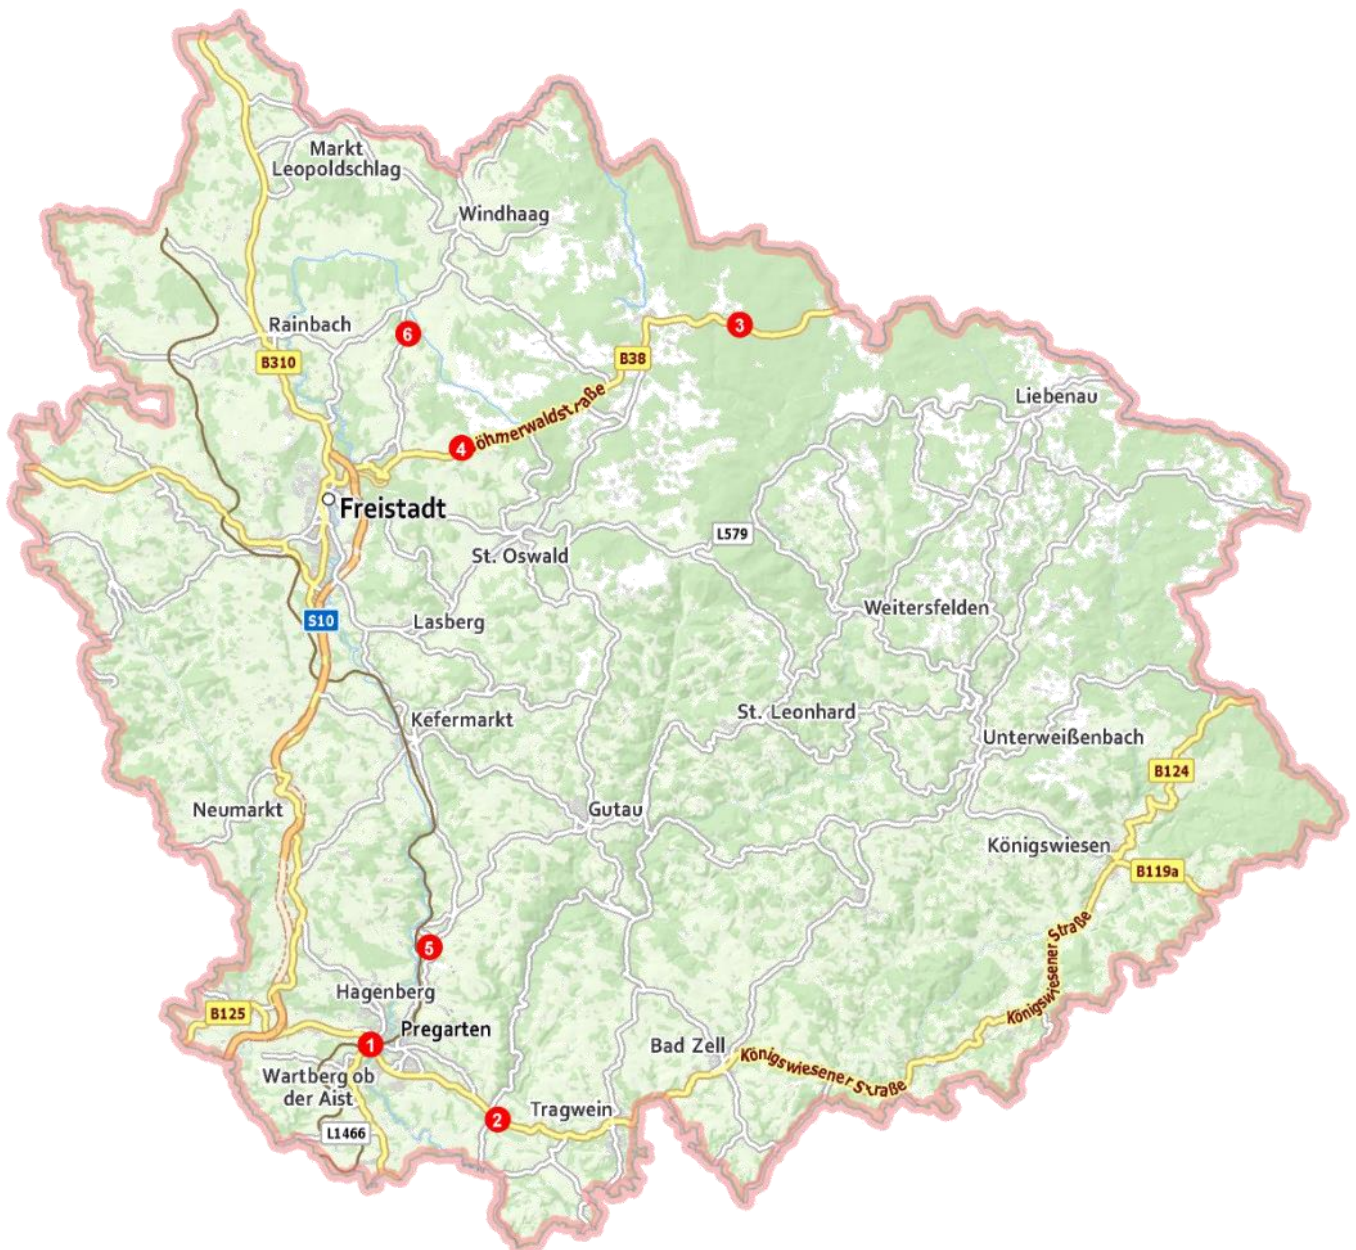 Markt
Leopoldschlag
Windhaag
Rainbach
6
3
B310
B38
Liebenau
Böhmerwaldstraße
4
Freistadt
L579
St. Oswald
Weitersfelden
S10
Lasberg
St. Leonhard
Kefermarkt
Unterweißenbach
B124
Neumarkt
Gutau
Königswiesen
B119a
Königswiesener Straße
5
Hagenberg
B125
Pregarten
1
Bad Zell
Königswiesener Straße
Wartberg ob
der Aist
Tragwein
2
L1466